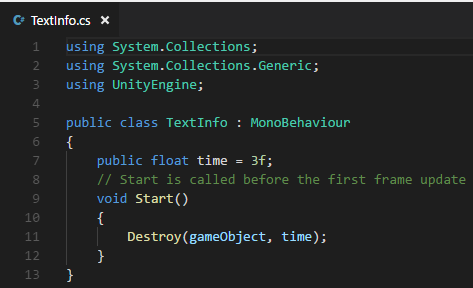 TextInfo.cs
1 using System.Collections;
2 using System.Collections.Generic;
3 using UnityEngine;
4
5 public class TextInfo : MonoBehaviour
6 {
7     public float time = 3f;
8     // Start is called before the first frame update
9     void Start()
10     {
11         Destroy(gameObject, time);
12     }
13 }